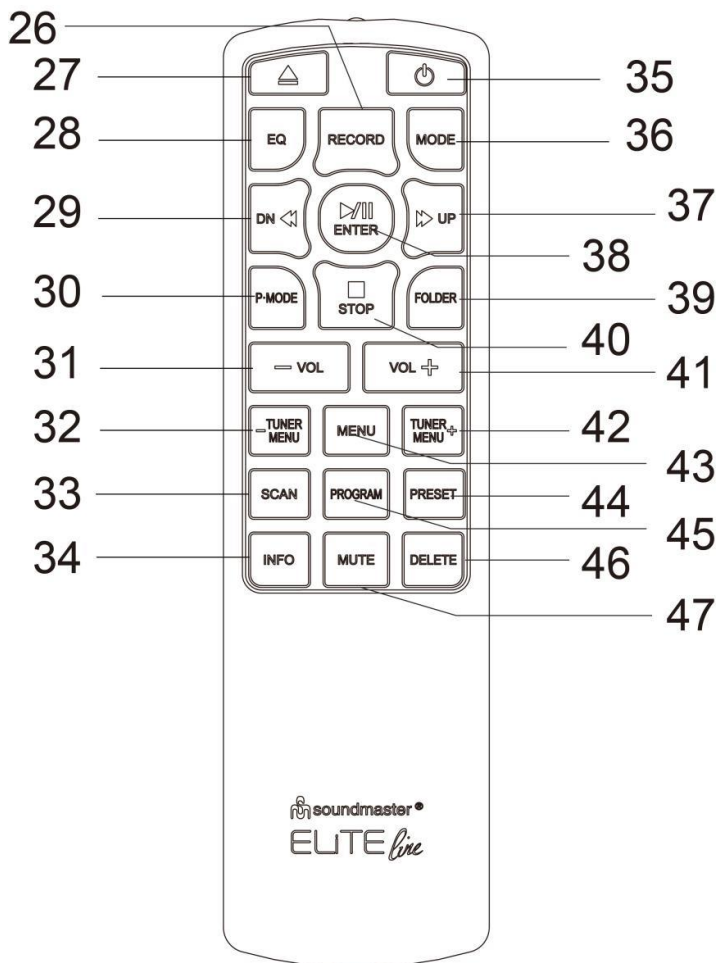 26
27
35
28 EQ RECORD MODE 36
29 DN UP 37
ENTER
38
30 P·MODE STOP FOLDER 39
40
31 — VOL VOL + 41
32 — TUNER MENU MENU TUNER MENU + 42
43
33 SCAN PROGRAM PRESET 44
45
34 INFO MUTE DELETE 46
47
soundmaster®
ELiTE line